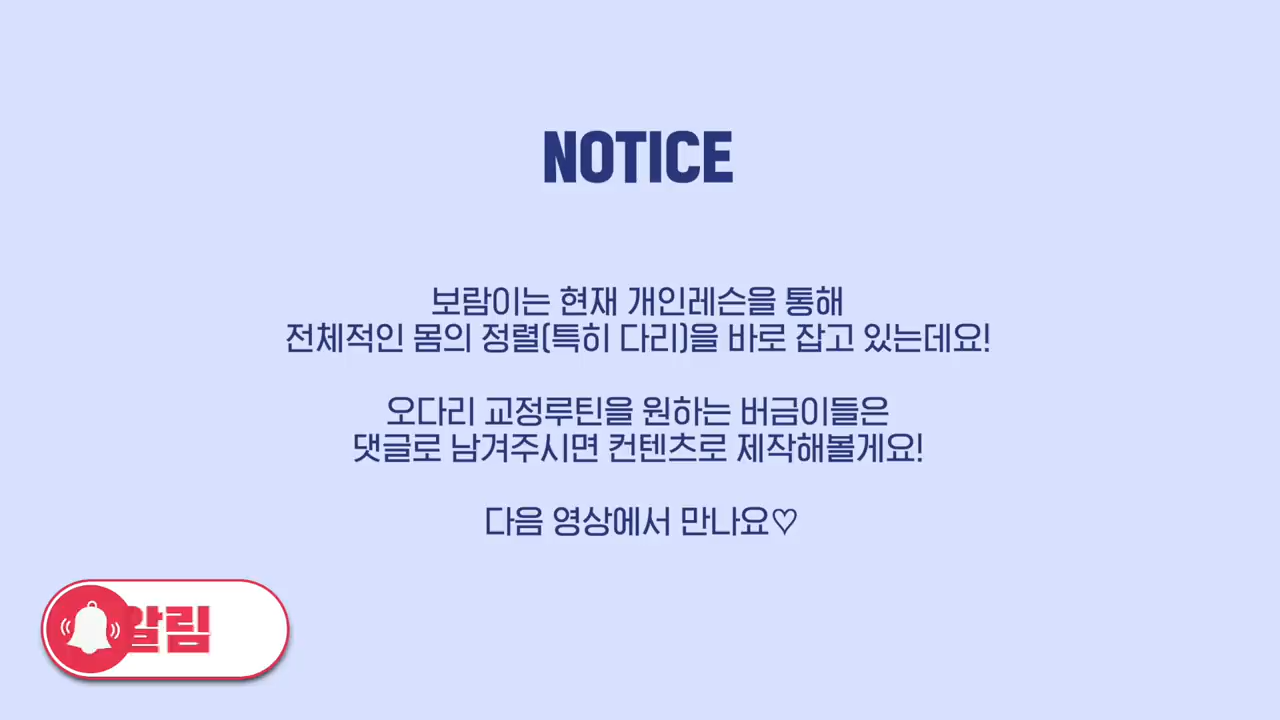 NOTICE
보람이는 현재 개인레슨을 통해
전체적인 몸의 정렬(특히 다리)을 바로 잡고 있는데요!
오다리 교정루틴을 원하는 버금이들은
댓글로 남겨주시면 컨텐츠로 제작해볼게요!
다음 영상에서 만나요♡
알림